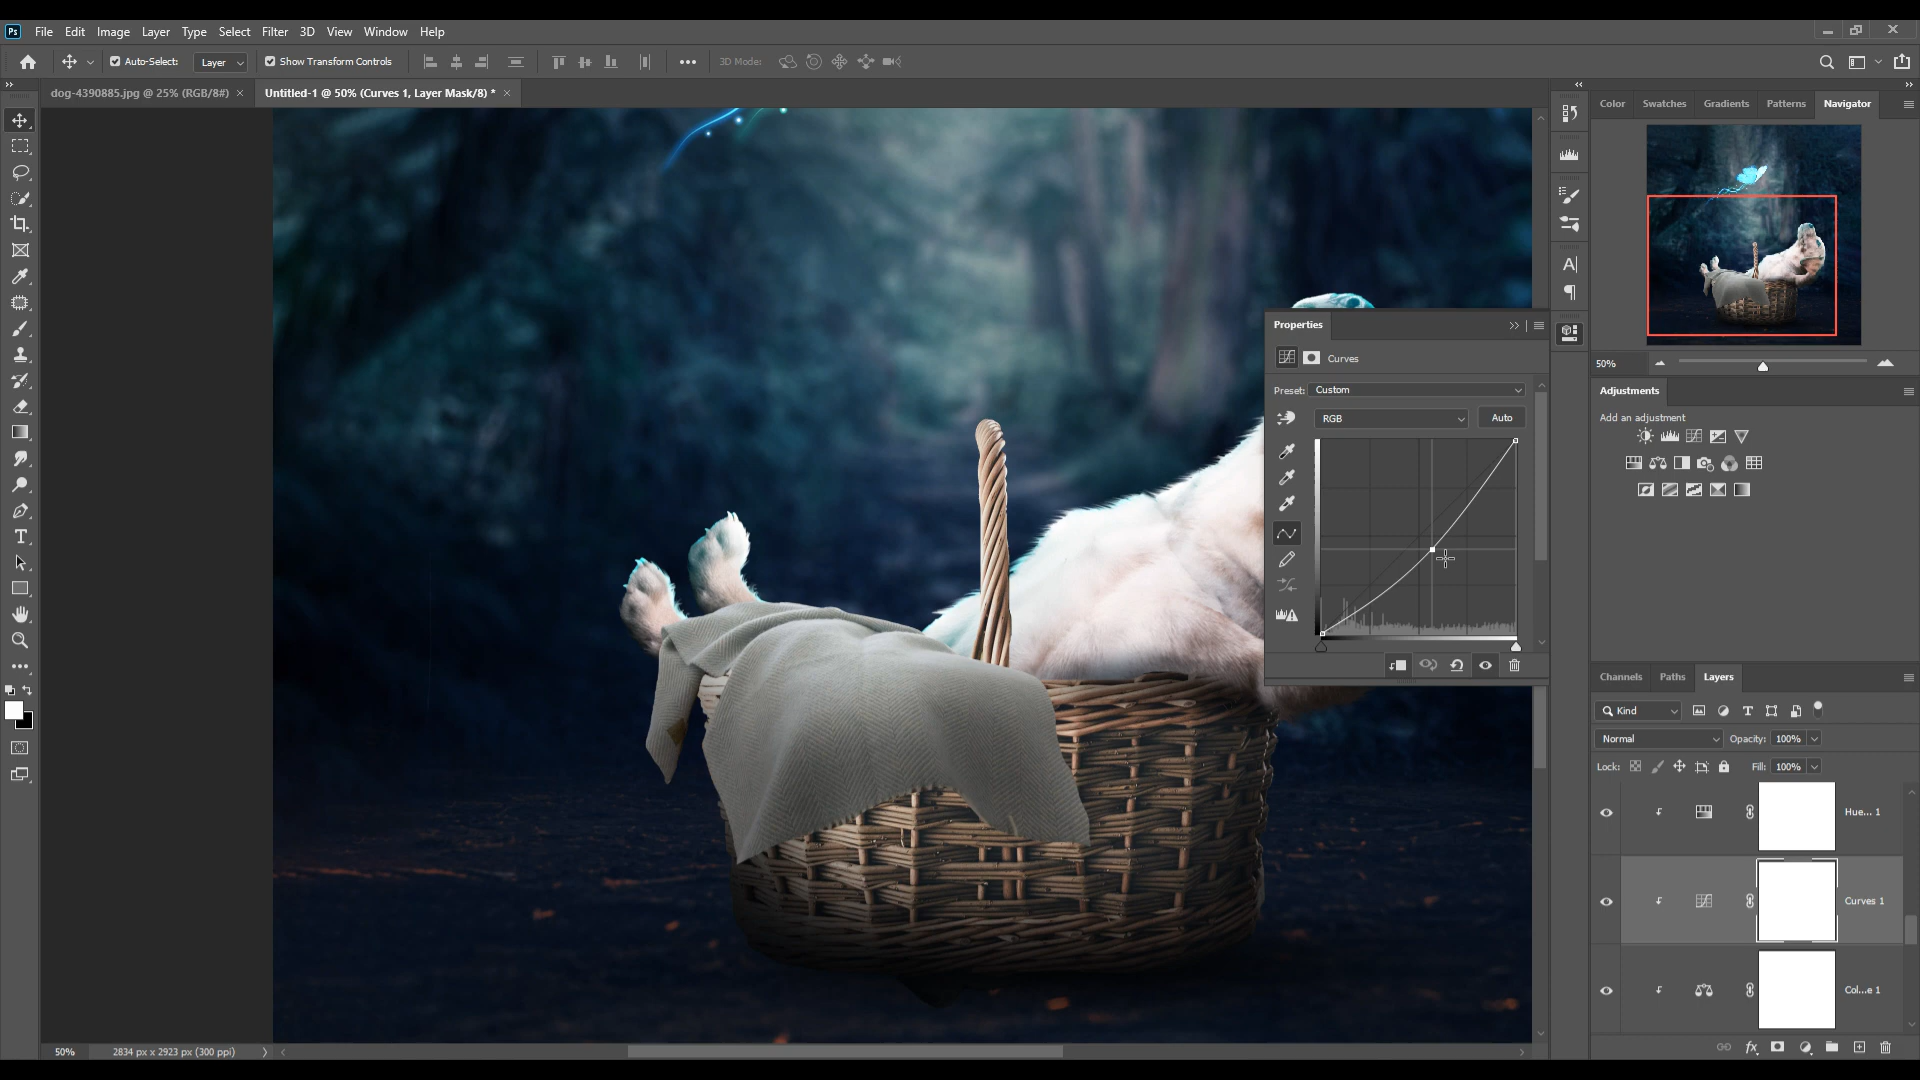 Ps File Edit Image Layer Type Select Filter 3D View Window Help
Auto-Select: Layer Show Transform Controls 3D Mode:
dog-4390885.jpg @ 25% (RGB/8#) × Untitled-1 @ 50% (Curves 1, Layer Mask/8) * ×
Color Swatches Gradients Patterns Navigator
50%
Adjustments
Add an adjustment
Properties
Curves
Preset: Custom
RGB Auto
Channels Paths Layers
Kind
Normal Opacity: 100%
Lock: Fill: 100%
Hue... 1
Curves 1
Col...e 1
50% 2834 px x 2923 px (300 ppi)